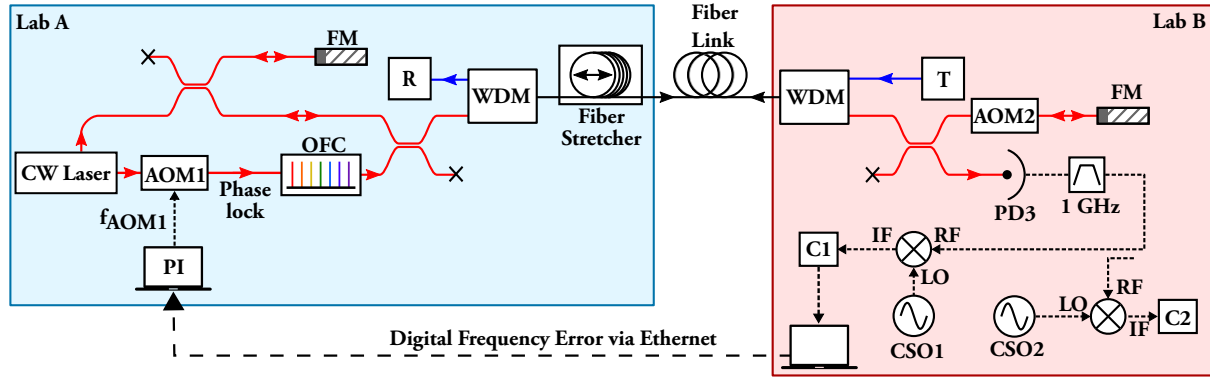 Lab A
FM
R
WDM
Fiber
Stretcher
Fiber
Link
CW Laser
AOM1
Phase
lock
OFC
fAOM1
PI
Digital Frequency Error via Ethernet
Lab B
WDM
T
AOM2
FM
PD3
1 GHz
C1
IF
RF
LO
CSO1
CSO2
LO
RF
IF
C2